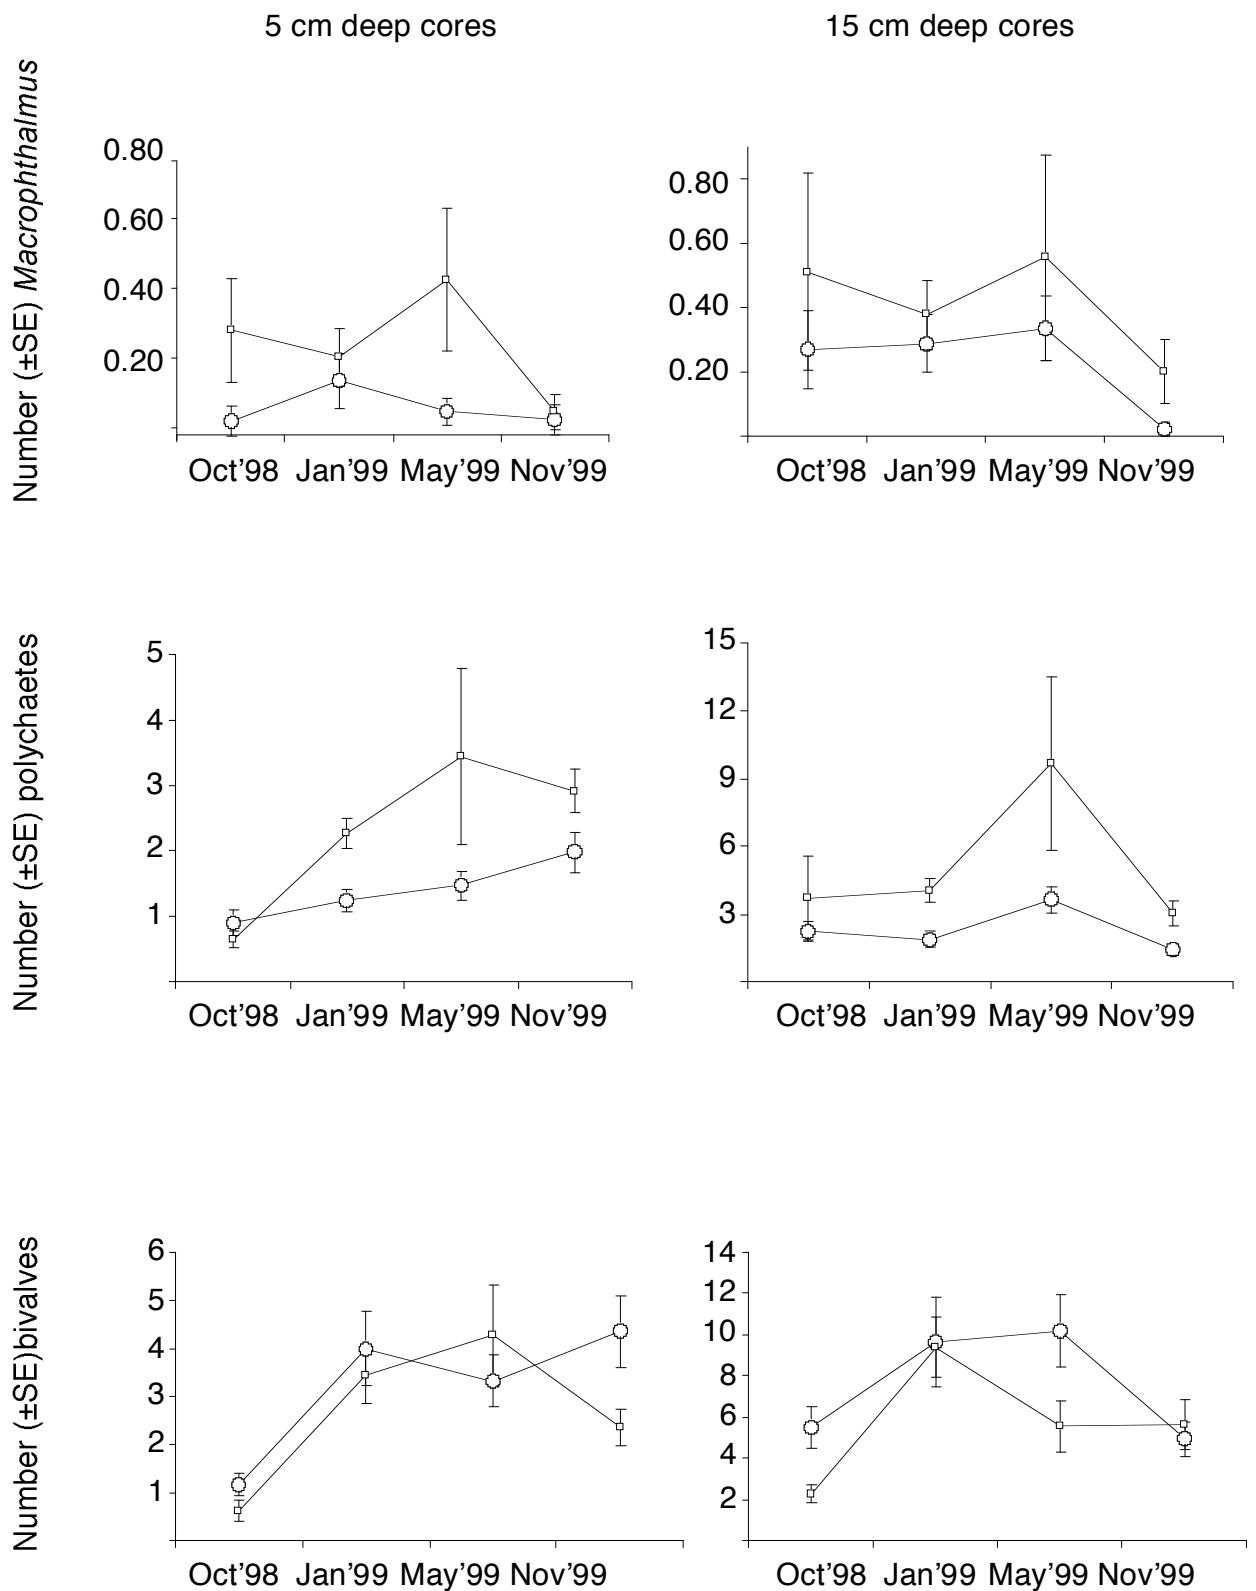 5 cm deep cores
15 cm deep cores
Number (±SE) Macrophthalmus
0.80
0.60
0.40
0.20
Oct’98 Jan’99 May’99 Nov’99
0.80
0.60
0.40
0.20
Oct’98 Jan’99 May’99 Nov’99
Number (±SE) polychaetes
5
4
3
2
1
Oct’98 Jan’99 May’99 Nov’99
15
12
9
6
3
Oct’98 Jan’99 May’99 Nov’99
Number (±SE)bivalves
6
5
4
3
2
1
Oct’98 Jan’99 May’99 Nov’99
14
12
10
8
6
4
2
Oct’98 Jan’99 May’99 Nov’99